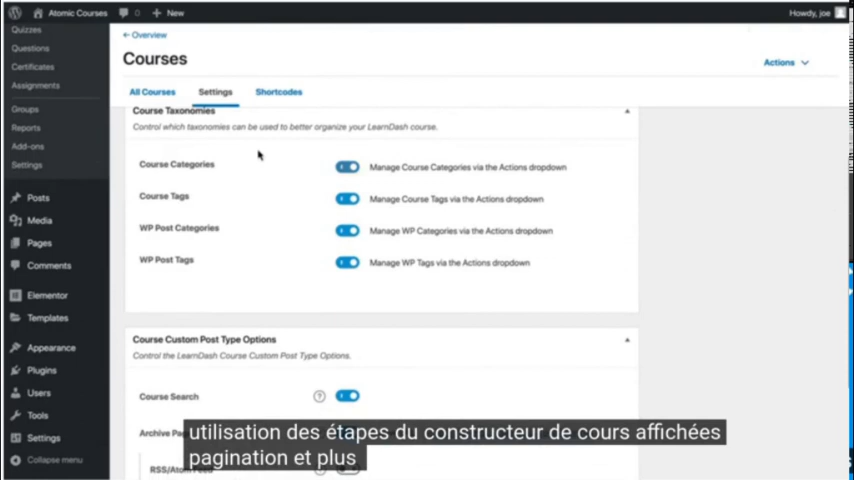 Atomic Courses 0 New
Howdy, joe
Quizzes
Questions
Certificates
Assignments
Groups
Reports
Add-ons
Settings
Posts
Media
Pages
Comments
Elementor
Templates
Appearance
Plugins
Users
Tools
Settings
Collapse menu
← Overview
Courses
Actions
All Courses Settings Shortcodes
Course Taxonomies
Control which taxonomies can be used to better organize your LearnDash course.
Course Categories Manage Course Categories via the Actions dropdown
Course Tags Manage Course Tags via the Actions dropdown
WP Post Categories Manage WP Categories via the Actions dropdown
WP Post Tags Manage WP Tags via the Actions dropdown
Course Custom Post Type Options
Control the LearnDash Course Custom Post Type Options.
Course Search ?
Archive
utilisation des étapes du constructeur de cours affichées
pagination et plus